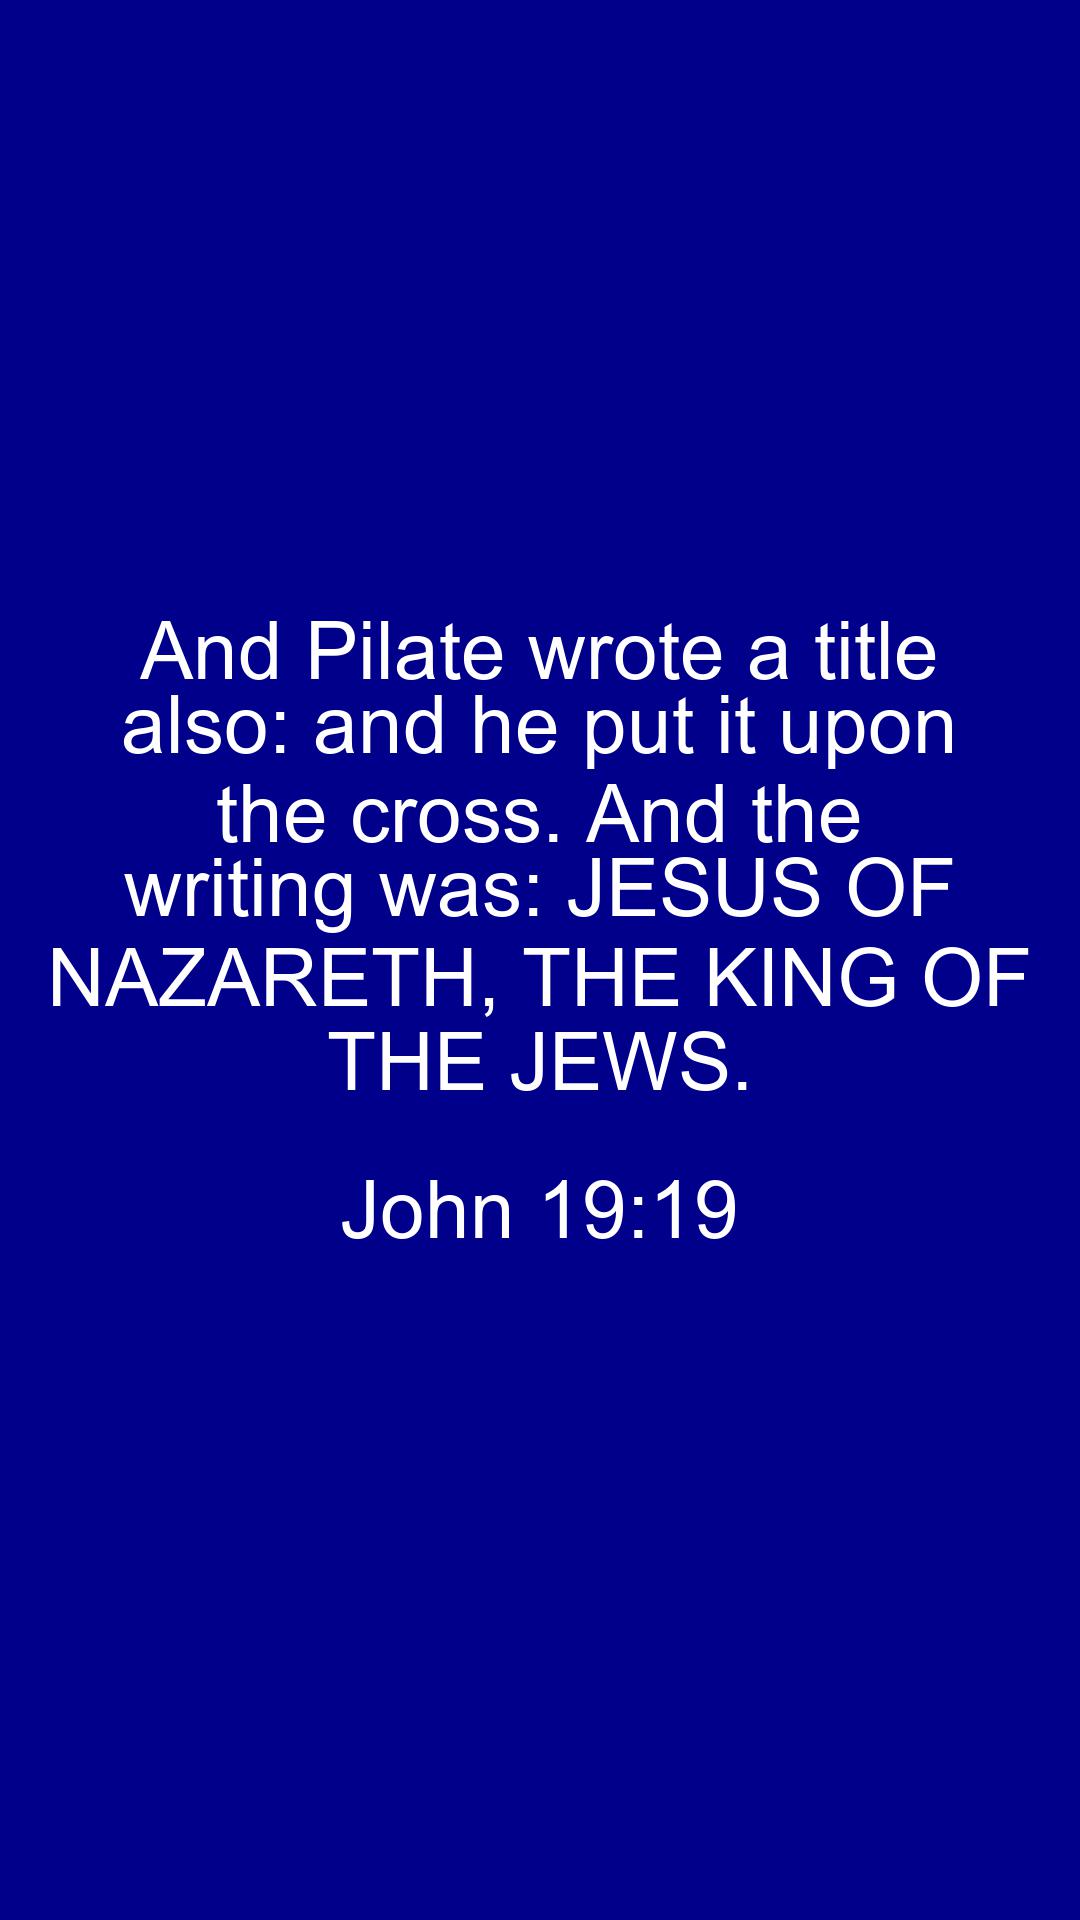 And Pilate wrote a title
also: and he put it upon
the cross. And the
writing was: JESUS OF
NAZARETH, THE KING OF
THE JEWS.
John 19:19